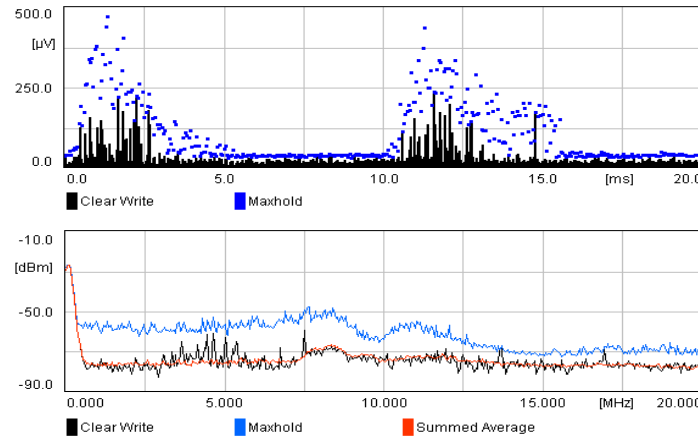 500.0
[µV]
250.0
0.0
0.0 5.0 10.0 15.0 [ms] 20.0
Clear Write Maxhold
-10.0
[dBm]
-50.0
-90.0
0.000 5.000 10.000 [MHz] 20.000
Clear Write Maxhold Summed Average